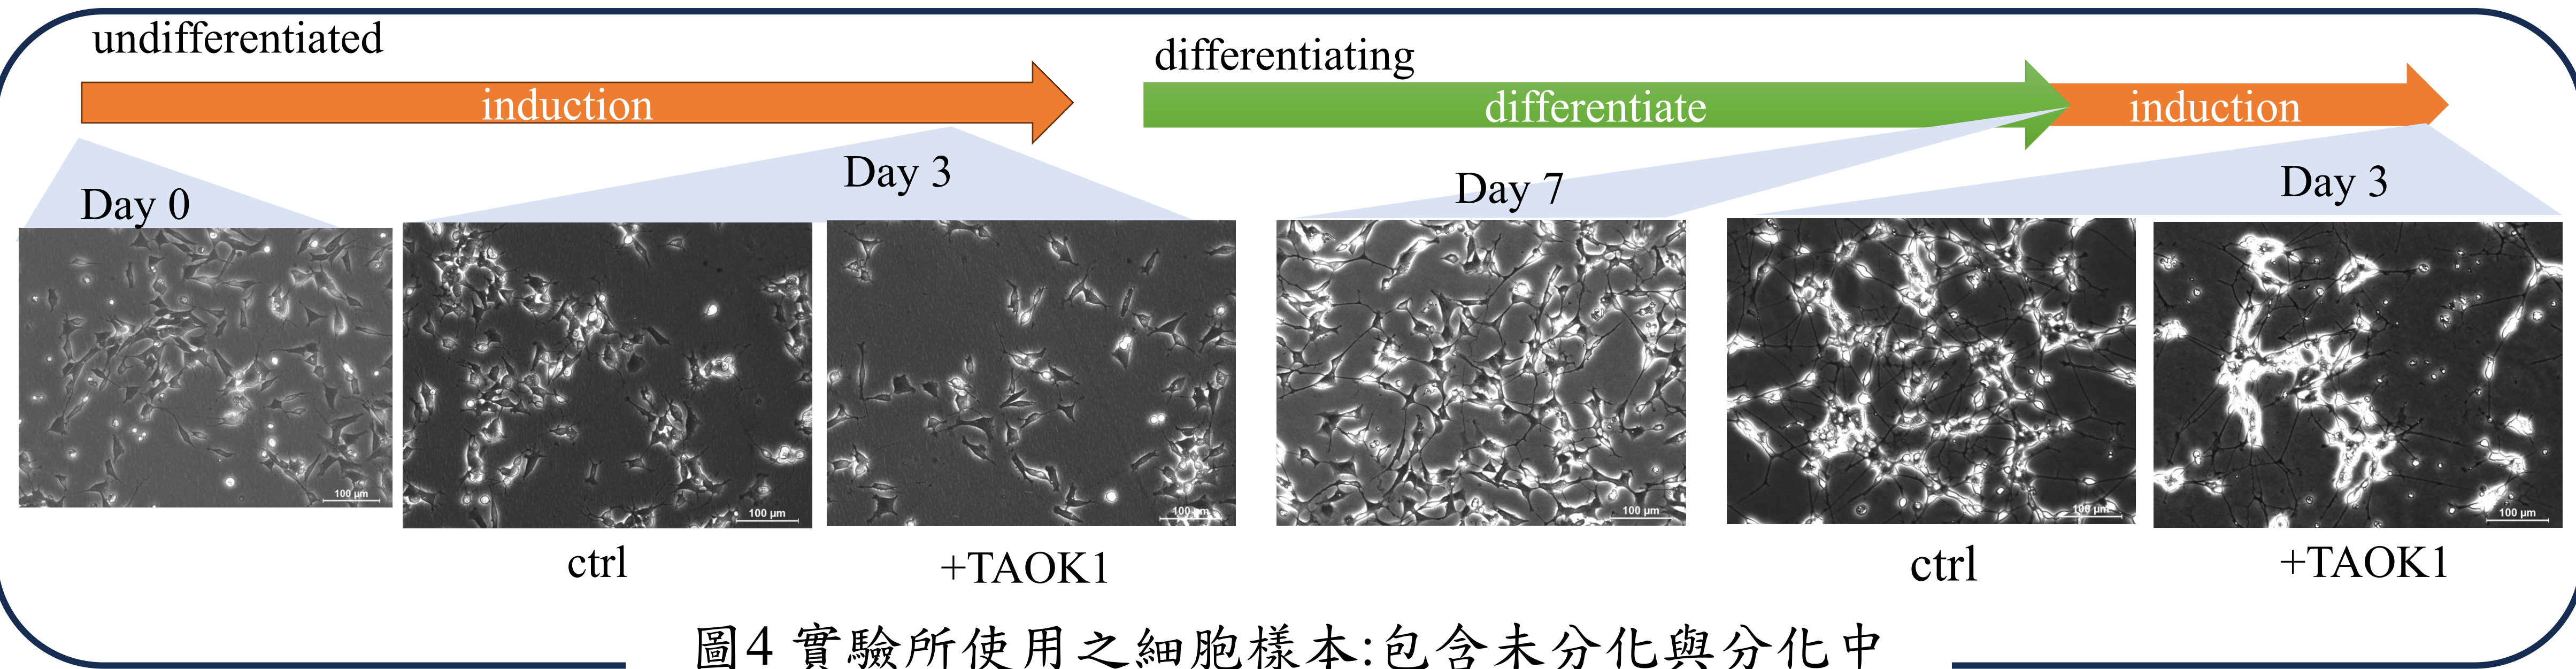 undifferentiated
induction
differentiating
differentiate
induction
Day 0
Day 3
Day 7
Day 3
100 µm
100 µm
100 µm
100 µm
100 µm
100 µm
ctrl
+TAOK1
ctrl
+TAOK1
圖4 實驗所使用之細胞樣本:包含未分化與分化中